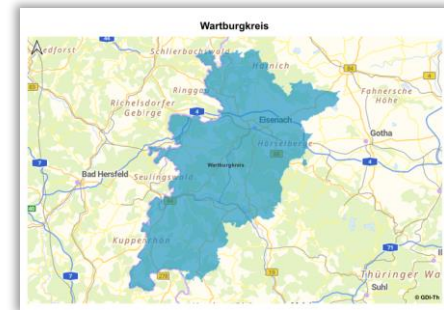 Wartburgkreis
Schlierbachswald
Hainich
Ringgau
Fahnersche
Höhe
Richelsdorfer
Gebirge
Eisenach
Hörselberge
Gotha
Wartburgkreis
Bad Hersfeld
Seulingswald
Kuppenrhön
Thüringer Wa
Suhl
© GDI-Th